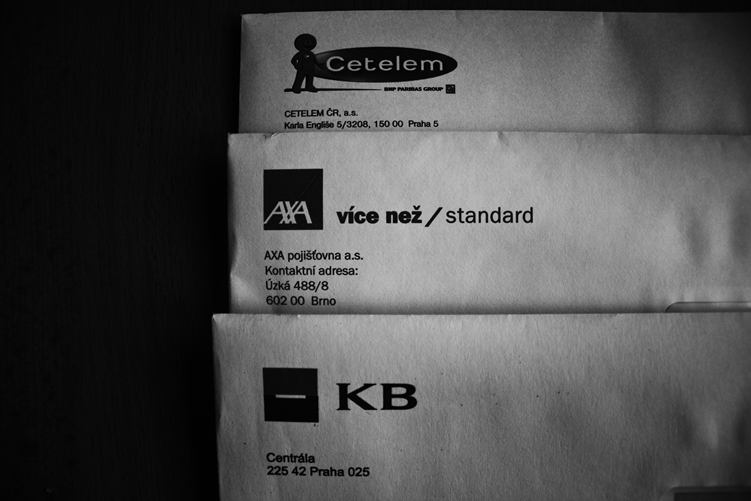 Cetelem
BNP PARIBAS GROUP
CETELEM ČR, a.s.
Karla Engliše 5/3208, 150 00 Praha 5
AXA
více než / standard
AXA pojišťovna a.s.
Kontaktní adresa:
Úzká 488/8
602 00 Brno
KB
Centrála
225 42 Praha 025